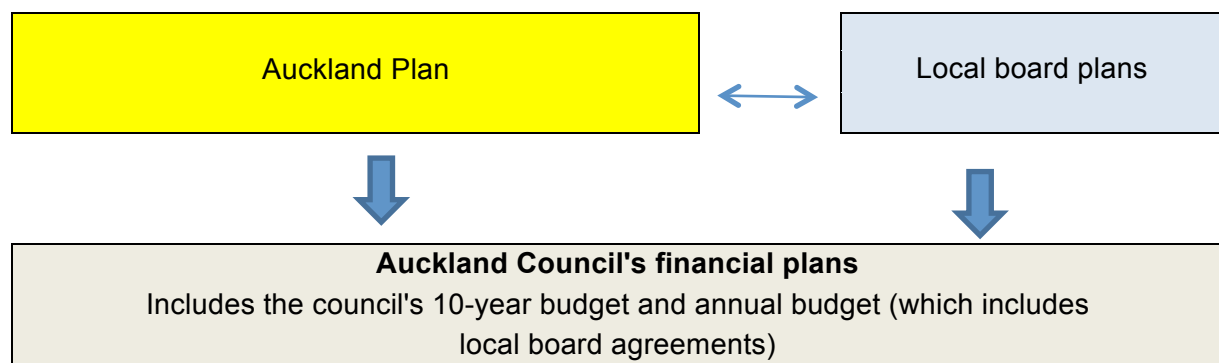 Auckland Plan
Local board plans
Auckland Council's financial plans
Includes the council's 10-year budget and annual budget (which includes
local board agreements)